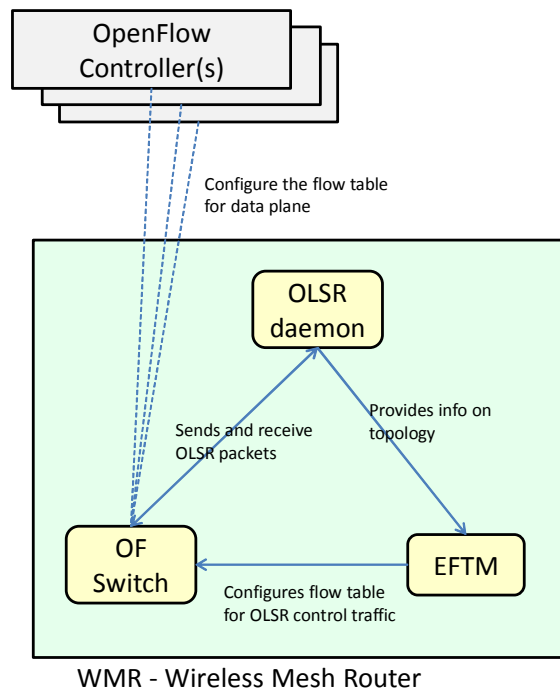 OpenFlow
Controller(s)
Configure the flow table
for data plane
OLSR
daemon
Provides info on
topology
Sends and receive
OLSR packets
OF
Switch
EFTM
Configures flow table
for OLSR control traffic
WMR - Wireless Mesh Router